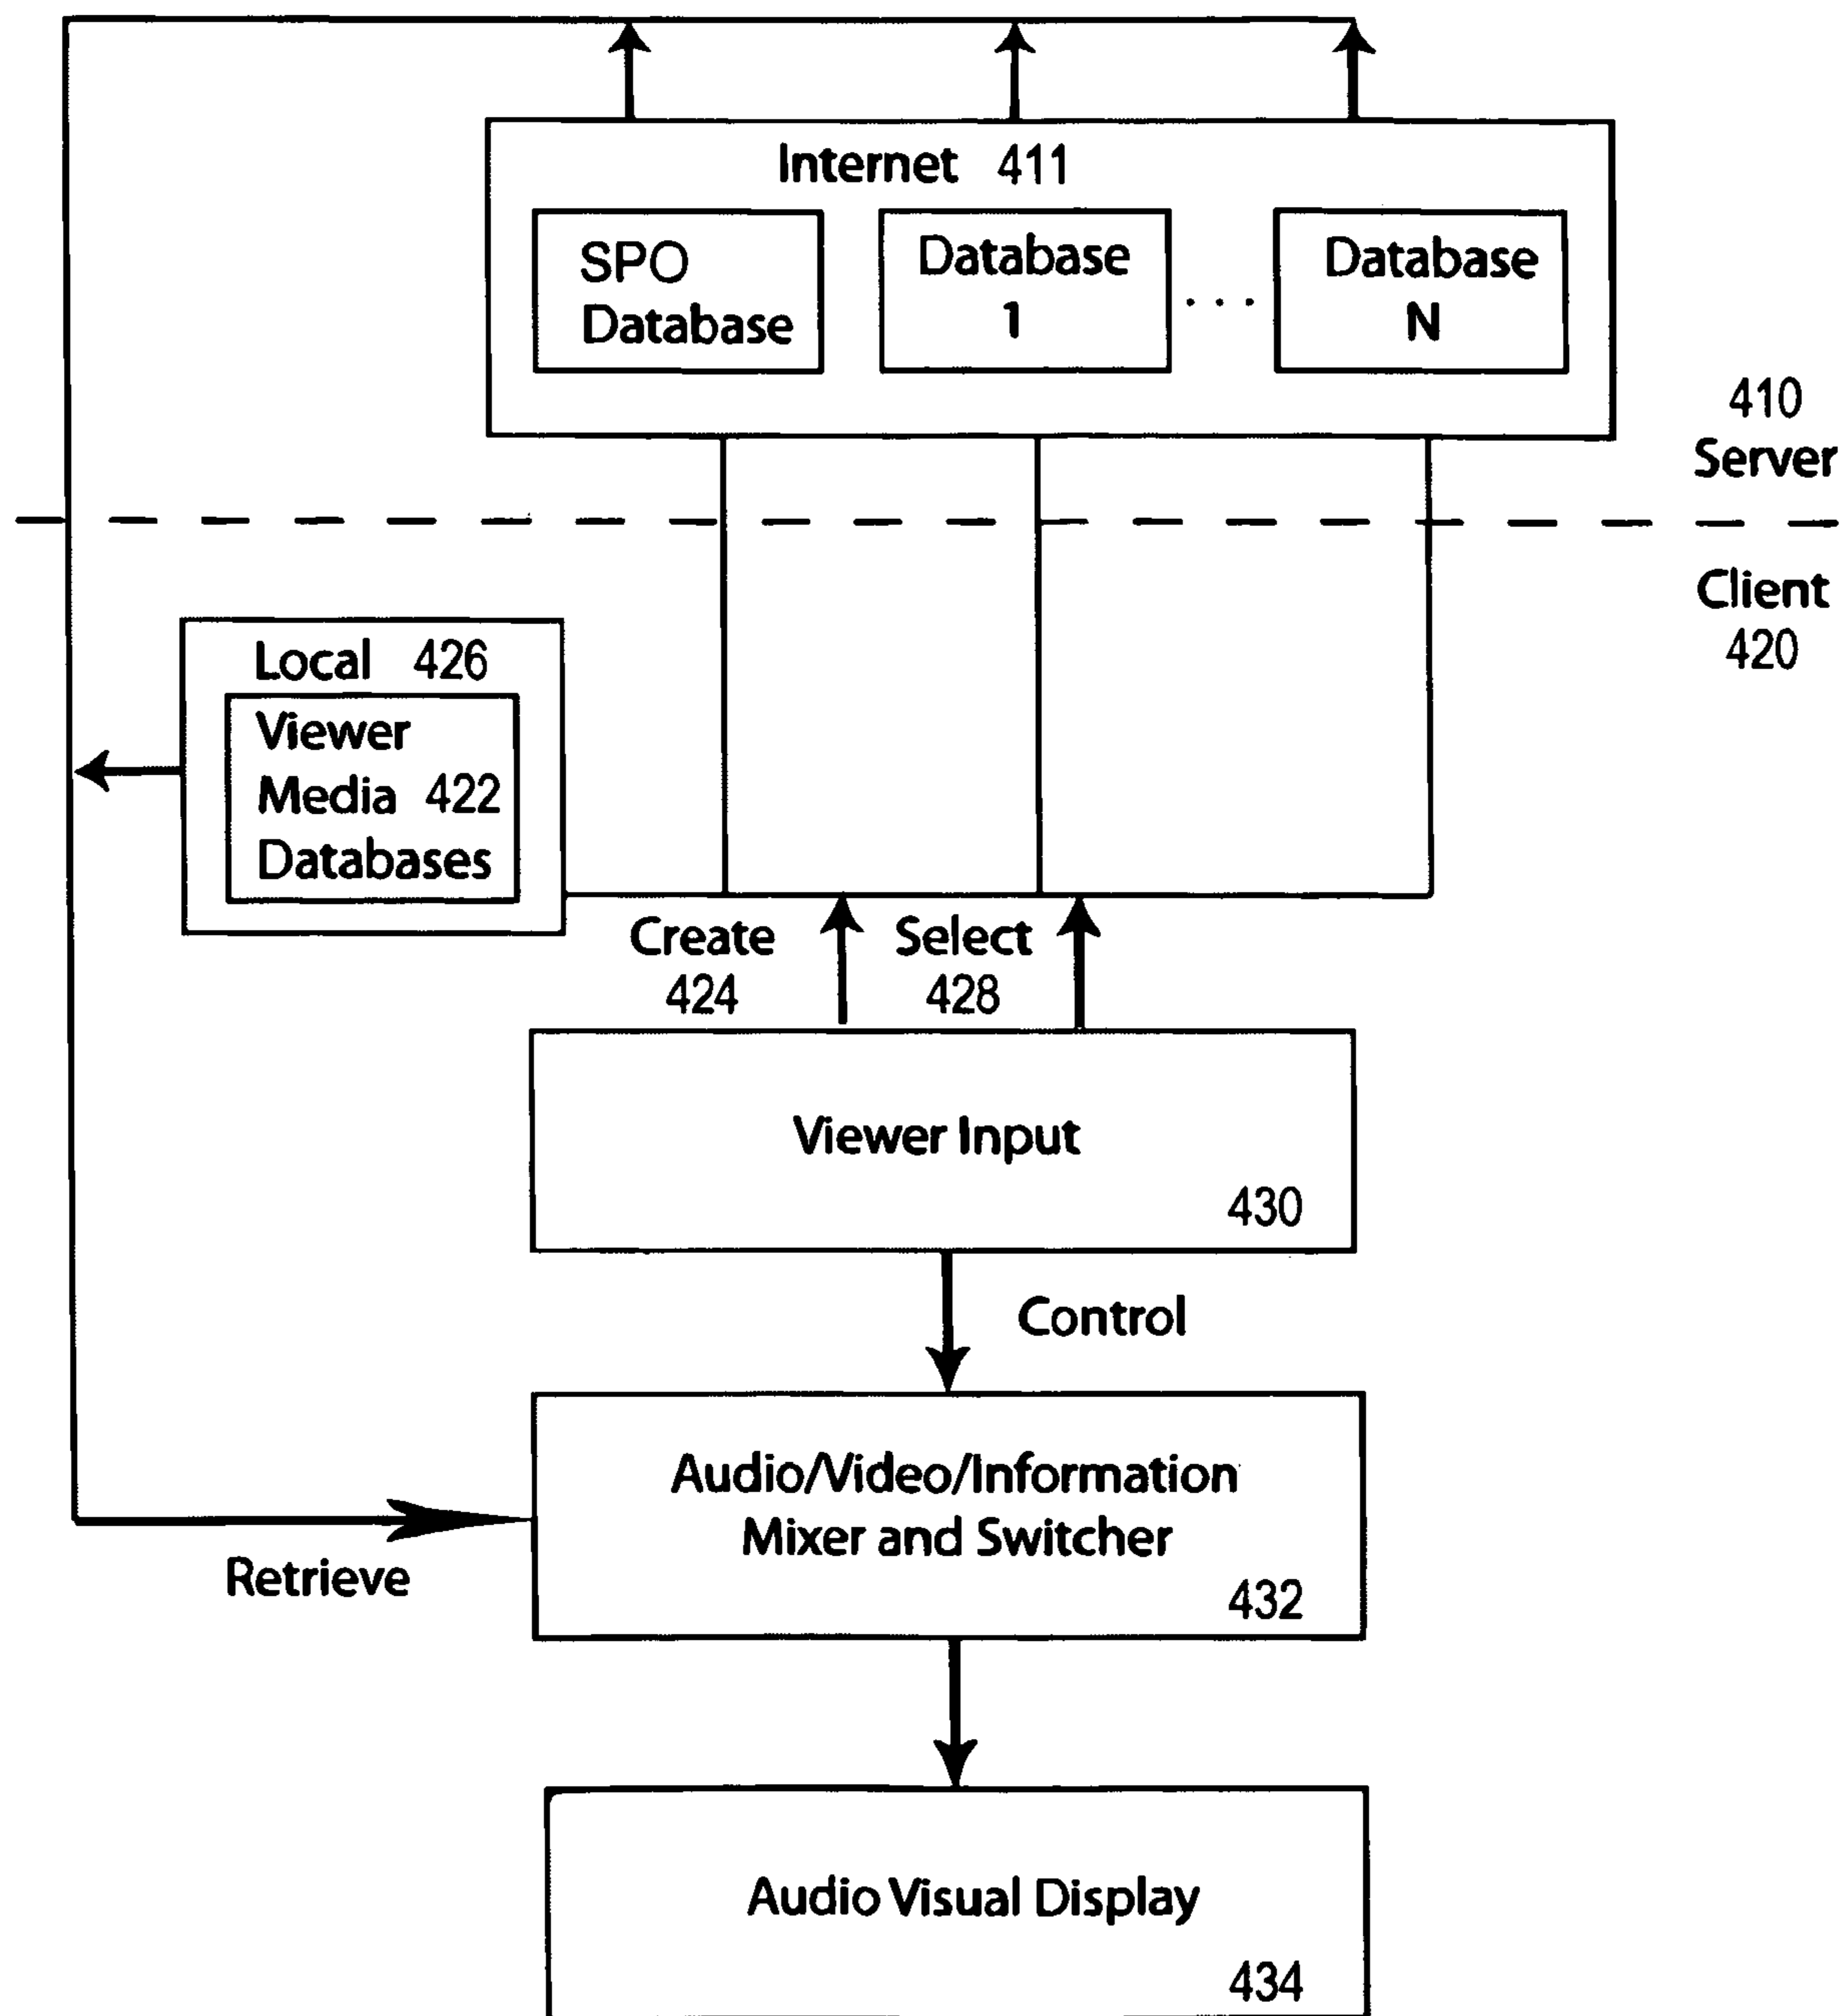 Internet 411
SPO
Database
Database
1
...
Database
N
410
Server
Client
420
Local 426
Viewer
Media 422
Databases
Create
424
Select
428
Viewer Input
430
Control
Audio/Video/Information
Mixer and Switcher
432
Retrieve
Audio Visual Display
434